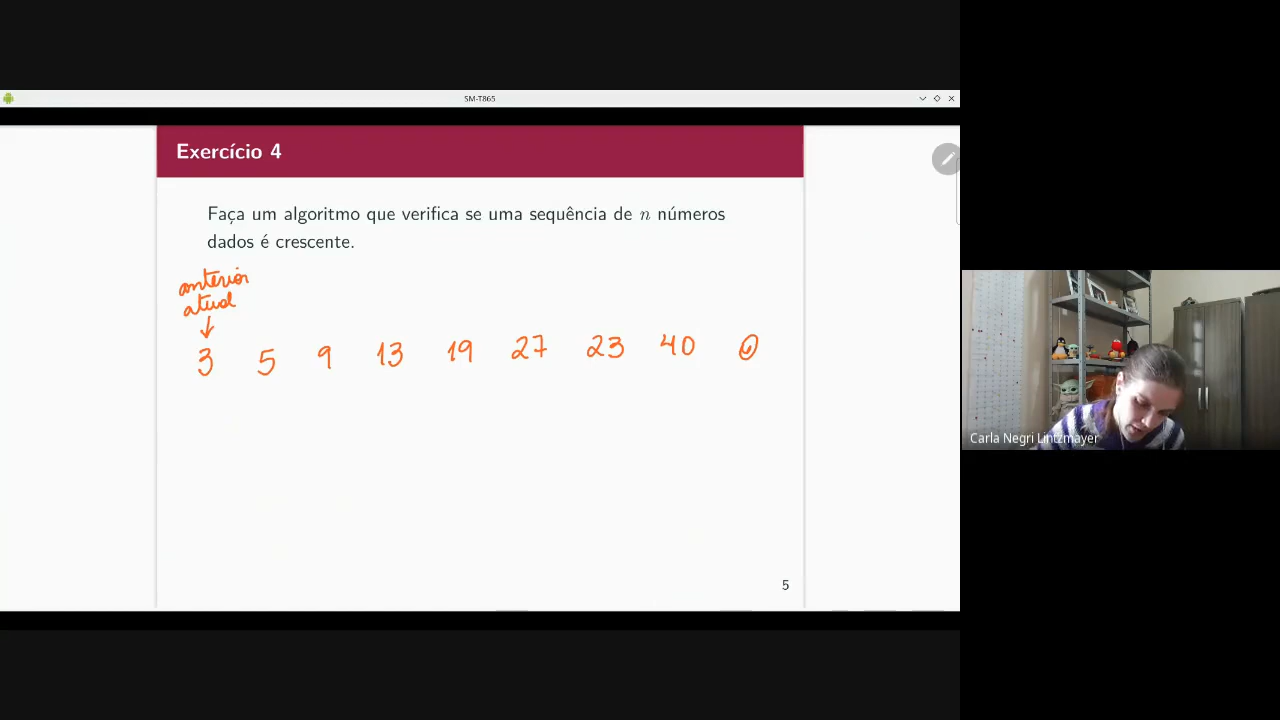 SM-T865
Exercício 4
Faça um algoritmo que verifica se uma sequência de n números
dados é crescente.
anterior
atual
3 5 9 13 19 27 23 40
5
Carla Negri Lintzmayer